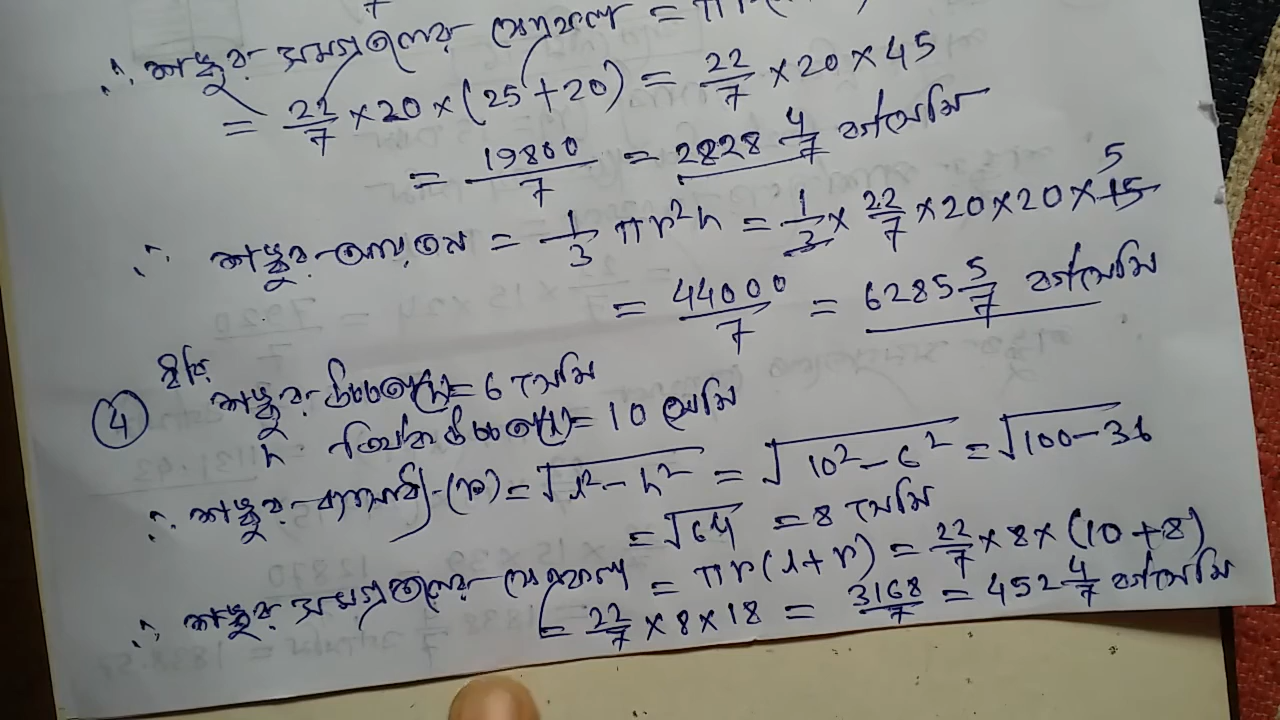 7
∴ শঙ্কুর সমগ্রতলের ক্ষেত্রফল = πr(
= 22/7 × 20 × (25 + 20) = 22/7 × 20 × 45
= 19800/7 = 2828 4/7 বর্গসেমি
∴ শঙ্কুর আয়তন = 1/3 πr²h = 1/3 × 22/7 × 20 × 20 × 15 5
= 44000/7 = 6285 5/7 বর্গসেমি
④ ধরি শঙ্কুর উচ্চতা(h) = 6 সেমি
" তির্যক উচ্চতা(l) = 10 সেমি
∴ শঙ্কুর ব্যাসার্ধ (r) = √l² – h² = √10² – 6² = √100 – 36
= √64 = 8 সেমি
∴ শঙ্কুর সমগ্রতলের ক্ষেত্রফল = πr(l + r) = 22/7 × 8 × (10 + 8)
= 22/7 × 8 × 18 = 3168/7 = 452 4/7 বর্গসেমি